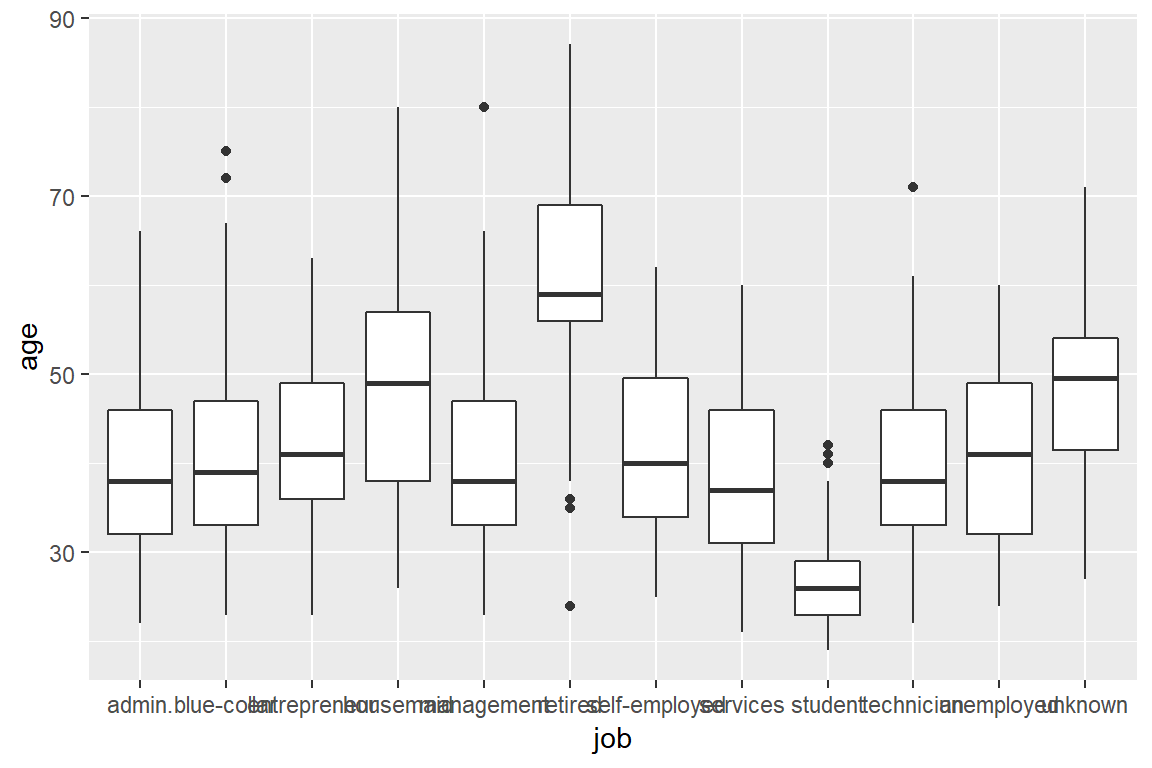 90
70
50
30
age
admin. blue-collar entrepreneur housemaid management retired self-employed services student technician unemployed unknown
job